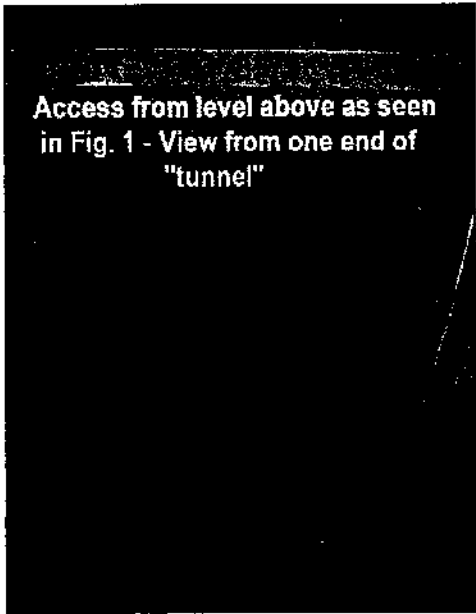 Access from level above as seen
in Fig. 1 - View from one end of
"tunnel"